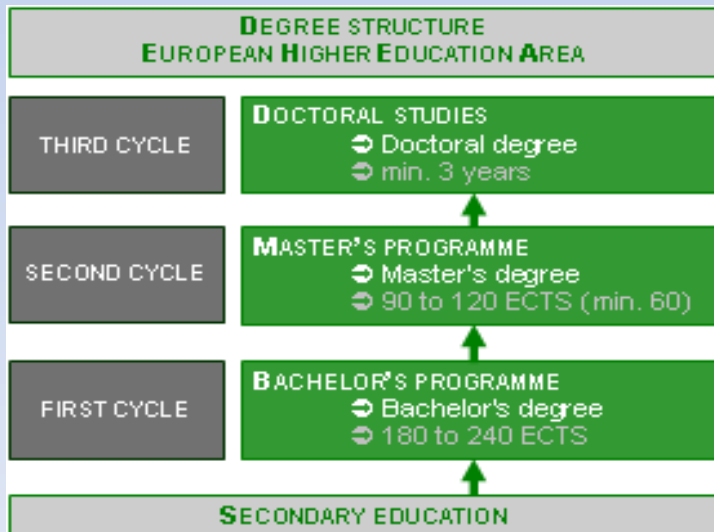 DEGREE STRUCTURE
EUROPEAN HIGHER EDUCATION AREA
THIRD CYCLE
DOCTORAL STUDIES
➲ Doctoral degree
➲ min. 3 years
SECOND CYCLE
MASTER'S PROGRAMME
➲ Master's degree
➲ 90 to 120 ECTS (min. 60)
FIRST CYCLE
BACHELOR'S PROGRAMME
➲ Bachelor's degree
➲ 180 to 240 ECTS
SECONDARY EDUCATION